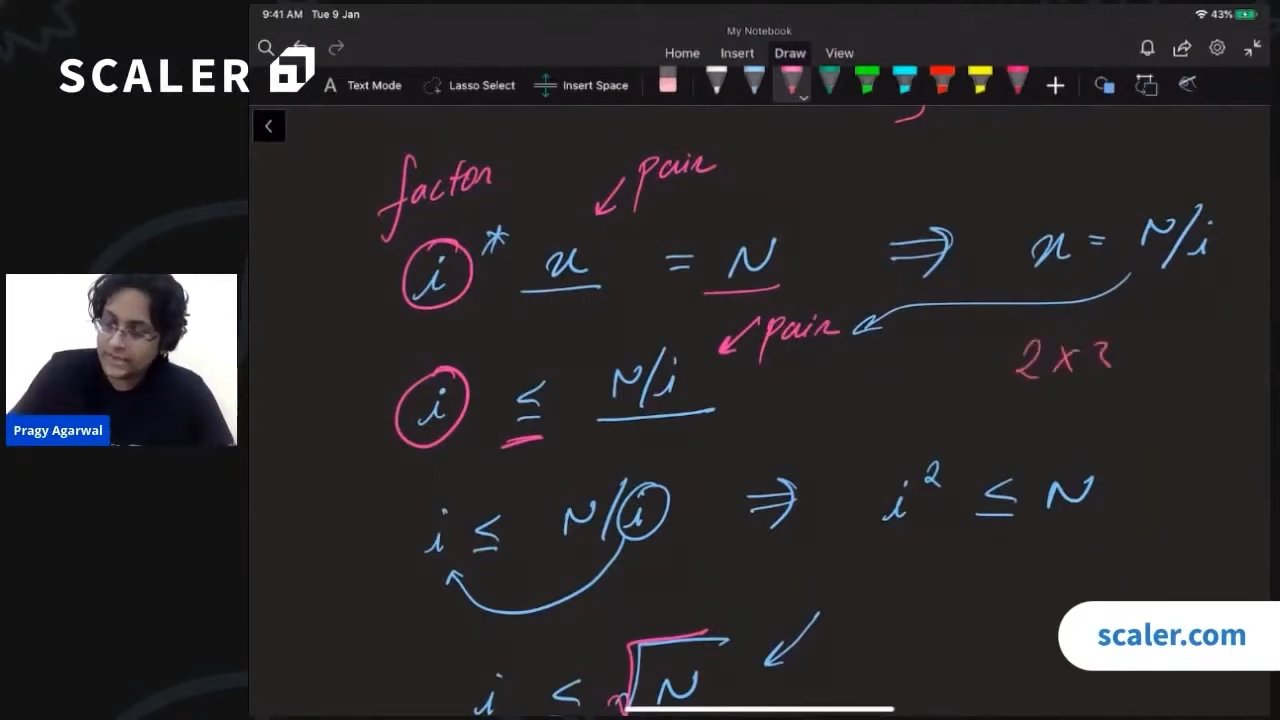 9:41 AM Tue 9 Jan
43%
My Notebook
Home Insert Draw View
SCALER
Text Mode Lasso Select Insert Space
factor
pair
i * x = N ⇒ x = N/i
pair
2 x 3
i ≤ N/i
Pragy Agarwal
i ≤ N/i ⇒ i² ≤ N
scaler.com
i ≤ √N